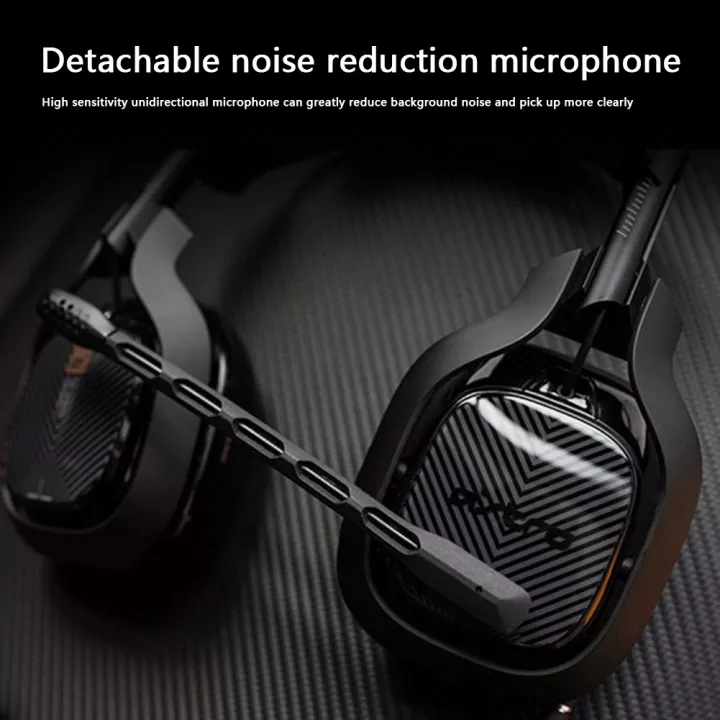 Detachable noise reduction microphone
High sensitivity unidirectional microphone can greatly reduce background noise and pick up more clearly